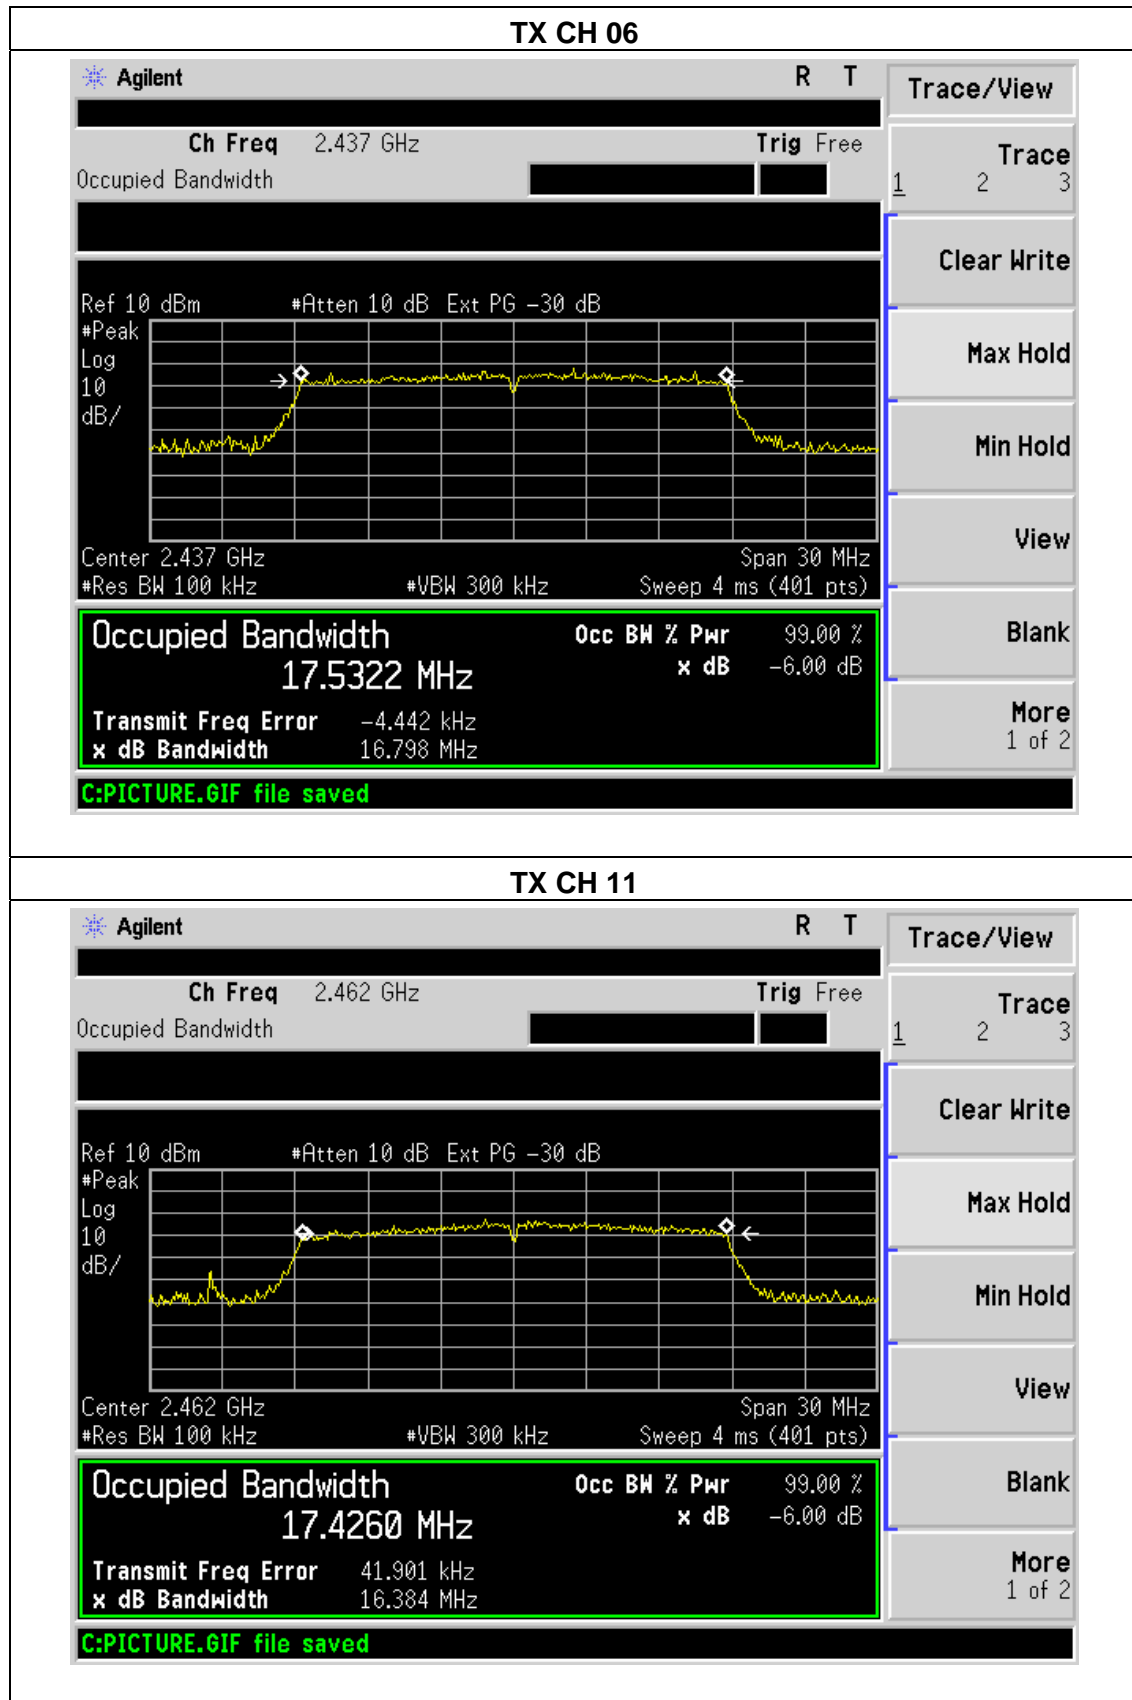 TX CH 06
Agilent R T
Trace/View
Ch Freq 2.437 GHz Trig Free
Occupied Bandwidth
Trace
1 2 3
Clear Write
Max Hold
Min Hold
View
Blank
More
1 of 2
Ref 10 dBm #Atten 10 dB Ext PG -30 dB
#Peak
Log
10
dB/
Center 2.437 GHz Span 30 MHz
#Res BW 100 kHz #VBW 300 kHz Sweep 4 ms (401 pts)
Occupied Bandwidth Occ BW % Pwr 99.00 %
17.5322 MHz x dB -6.00 dB
Transmit Freq Error -4.442 kHz
x dB Bandwidth 16.798 MHz
C:PICTURE.GIF file saved
TX CH 11
Agilent R T
Trace/View
Ch Freq 2.462 GHz Trig Free
Occupied Bandwidth
Trace
1 2 3
Clear Write
Max Hold
Min Hold
View
Blank
More
1 of 2
Ref 10 dBm #Atten 10 dB Ext PG -30 dB
#Peak
Log
10
dB/
Center 2.462 GHz Span 30 MHz
#Res BW 100 kHz #VBW 300 kHz Sweep 4 ms (401 pts)
Occupied Bandwidth Occ BW % Pwr 99.00 %
17.4260 MHz x dB -6.00 dB
Transmit Freq Error 41.901 kHz
x dB Bandwidth 16.384 MHz
C:PICTURE.GIF file saved